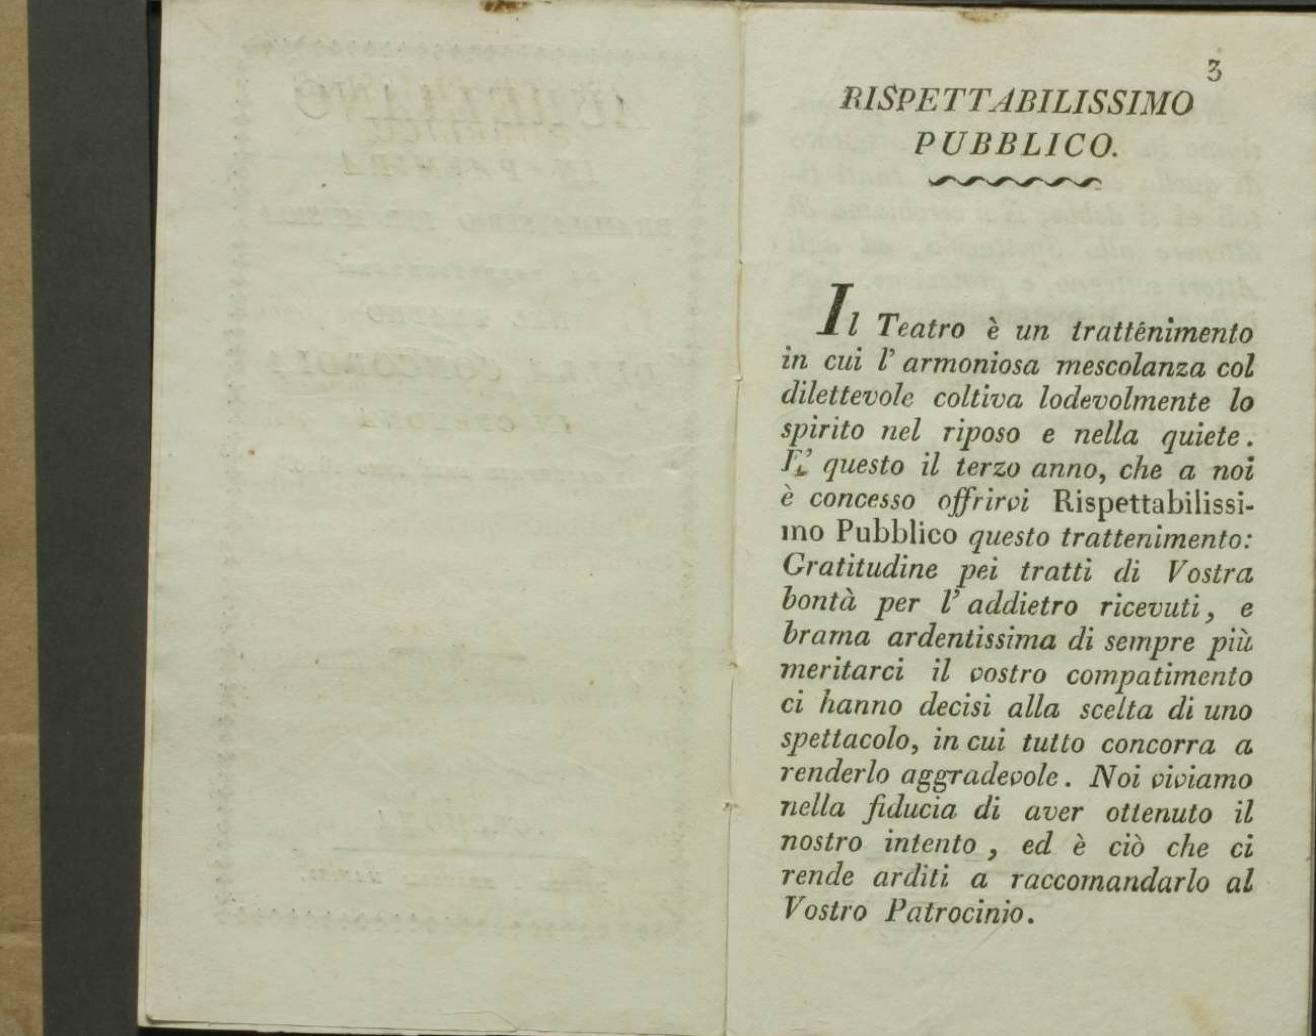 3
RISPETTABILISSIMO
PUBBLICO.
Il Teatro è un tratténimento
in cui l' armoniosa mescolanza col
dilettevole coltiva lodevolmente lo
spirito nel riposo e nella quiete.
E' questo il terzo anno, che a noi
è concesso offrirvi Rispettabilissi-
mo Pubblico questo trattenimento:
Gratitudine pei tratti di Vostra
bontà per l' addietro ricevuti, e
brama ardentissima di sempre più
meritarci il vostro compatimento
ci hanno decisi alla scelta di uno
spettacolo, in cui tutto concorra a
renderlo aggradevole. Noi viviamo
nella fiducia di aver ottenuto il
nostro intento, ed è ciò che ci
rende arditi a raccomandarlo al
Vostro Patrocinio.